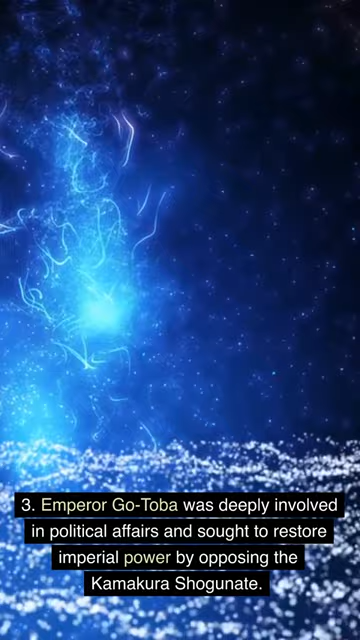 3. Emperor Go-Toba was deeply involved
in political affairs and sought to restore
imperial power by opposing the
Kamakura Shogunate.